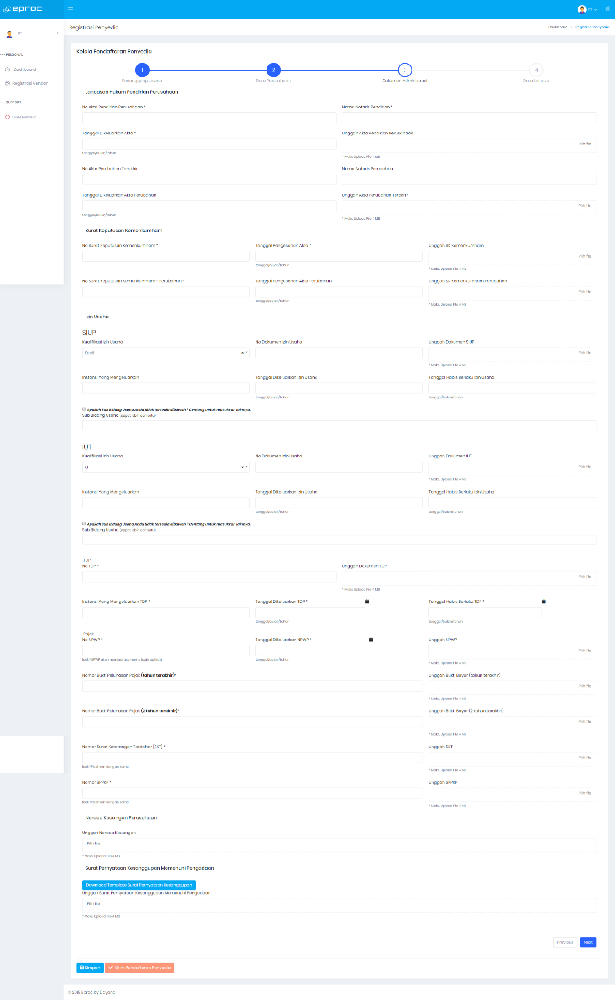 eproc
PT
Registrasi Penyedia
Dashboard > Registrasi Penyedia
PT
--- PERSONAL
Dashboard
Registrasi Vendor
--- SUPPORT
User Manual
Kelola Pendaftaran Penyedia
1 2 3 4
Penanggung Jawab Data Perusahaan Dokumen Administrasi Data Lainnya
Landasan Hukum Pendirian Perusahaan
No Akta Pendirian Perusahaan * Nama Notaris Pendirian *
Tanggal Dikeluarkan Akta * Unggah Akta Pendirian Perusahaan
Pilih file
tanggal/bulan/tahun * Maks. Upload File 4 MB
No Akta Perubahan Terakhir Nama Notaris Perubahan
Tanggal Dikeluarkan Akta Perubahan Unggah Akta Perubahan Terakhir
Pilih file
tanggal/bulan/tahun * Maks. Upload File 4 MB
Surat Keputusan Kemenkumham
No Surat Keputusan Kemenkumham * Tanggal Pengesahan Akta * Unggah SK Kemenkumham
Pilih file
tanggal/bulan/tahun * Maks. Upload File 4 MB
No Surat Keputusan Kemenkumham - Perubahan * Tanggal Pengesahan Akta Perubahan Unggah SK Kemenkumham Perubahan
Pilih file
tanggal/bulan/tahun * Maks. Upload File 4 MB
Izin Usaha
SIUP
Kualifikasi Izin Usaha No Dokumen Izin Usaha Unggah Dokumen SIUP
Kecil × Pilih file
* Maks. Upload File 4 MB
Instansi Yang Mengeluarkan Tanggal Dikeluarkan Izin Usaha Tanggal Habis Berlaku Izin Usaha
tanggal/bulan/tahun tanggal/bulan/tahun
Apakah Sub Bidang Usaha Anda tidak tersedia dibawah ? Centang untuk masukkan lainnya.
Sub Bidang Usaha (dapat lebih dari satu)
IUT
Kualifikasi Izin Usaha No Dokumen Izin Usaha Unggah Dokumen IUT
K1 × Pilih file
* Maks. Upload File 4 MB
Instansi Yang Mengeluarkan Tanggal Dikeluarkan Izin Usaha Tanggal Habis Berlaku Izin Usaha
tanggal/bulan/tahun tanggal/bulan/tahun
Apakah Sub Bidang Usaha Anda tidak tersedia dibawah ? Centang untuk masukkan lainnya.
Sub Bidang Usaha (dapat lebih dari satu)
TDP
No TDP * Unggah Dokumen TDP
Pilih file
* Maks. Upload File 4 MB
Instansi Yang Mengeluarkan TDP * Tanggal Dikeluarkan TDP * Tanggal Habis Berlaku TDP *
tanggal/bulan/tahun tanggal/bulan/tahun
Pajak
No NPWP * Tanggal Dikeluarkan NPWP * Unggah NPWP
Pilih file
lock">NPWP akan menjadi username login aplikasi tanggal/bulan/tahun * Maks. Upload File 4 MB
Nomor Bukti Pelunasan Pajak (tahun terakhir)* Unggah Bukti Bayar (tahun terakhir)
Pilih file
* Maks. Upload File 4 MB
Nomor Bukti Pelunasan Pajak (2 tahun terakhir)* Unggah Bukti Bayar (2 tahun terakhir)
Pilih file
* Maks. Upload File 4 MB
Nomor Surat Keterangan Terdaftar [SKT] * Unggah SKT
Pilih file
lock">Pisahkan dengan koma * Maks. Upload File 4 MB
Nomor SPPKP * Unggah SPPKP
Pilih file
lock">Pisahkan dengan koma * Maks. Upload File 4 MB
Neraca Keuangan Perusahaan
Unggah Neraca Keuangan
Pilih file
* Maks. Upload File 4 MB
Surat Pernyataan Kesanggupan Memenuhi Pengadaan
Download Template Surat Pernyataan Kesanggupan
Unggah Surat Pernyataan Kesanggupan Memenuhi Pengadaan
Pilih file
* Maks. Upload File 4 MB
Previous Next
Simpan Kirim Pendaftaran Penyedia
© 2019 Eproc by Dayana